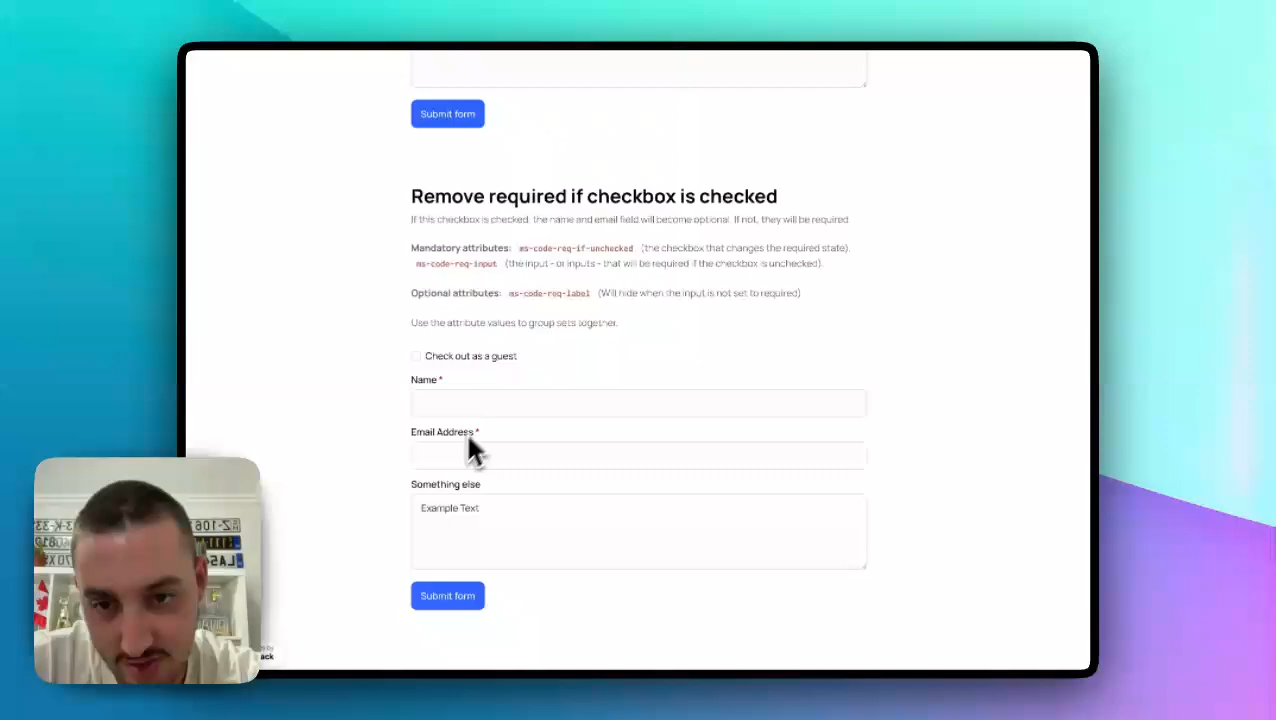 Submit form
Remove required if checkbox is checked
If this checkbox is checked, the name and email field will become optional. If not, they will be required
Mandatory attributes: ms-code-req-if-unchecked (the checkbox that changes the required state).
ms-code-req-input (the input - or inputs - that will be required if the checkbox is unchecked).
Optional attributes: ms-code-req-label (Will hide when the input is not set to required)
Use the attribute values to group sets together.
Check out as a guest
Name *
Email Address *
Something else
Example Text
Submit form